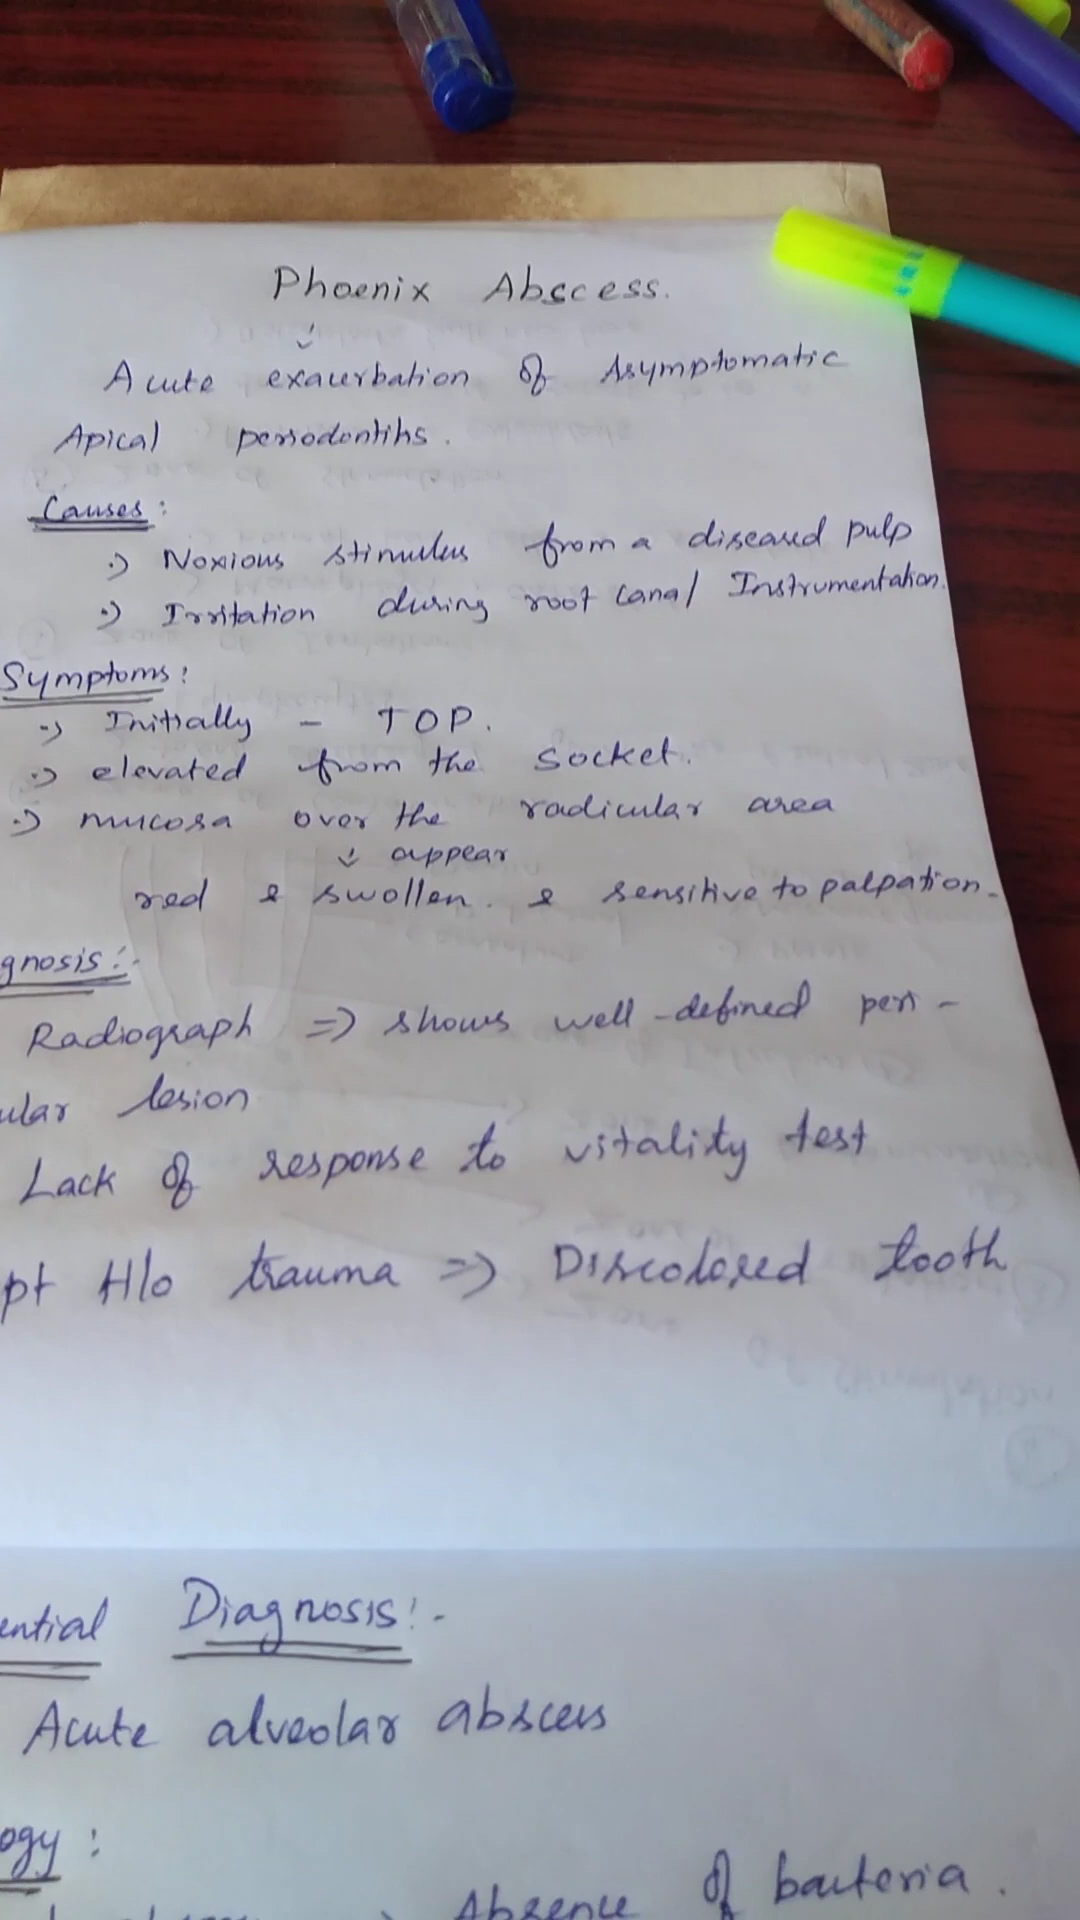 Phoenix Abscess.
Acute exacerbation of Asymptomatic
Apical periodontitis.
Causes :
Noxious stimulus from a diseased pulp
Irritation during root canal Instrumentation.
Symptoms :
Initially - TOP.
elevated from the socket.
mucosa over the radicular area
appear
red & swollen. & sensitive to palpation.
gnosis :-
Radiograph => shows well-defined peri-
ular lesion
Lack of response to vitality test
pt H/o trauma => Discolored tooth
ential Diagnosis :-
Acute alveolar abscess
ogy :
Absence of bacteria.